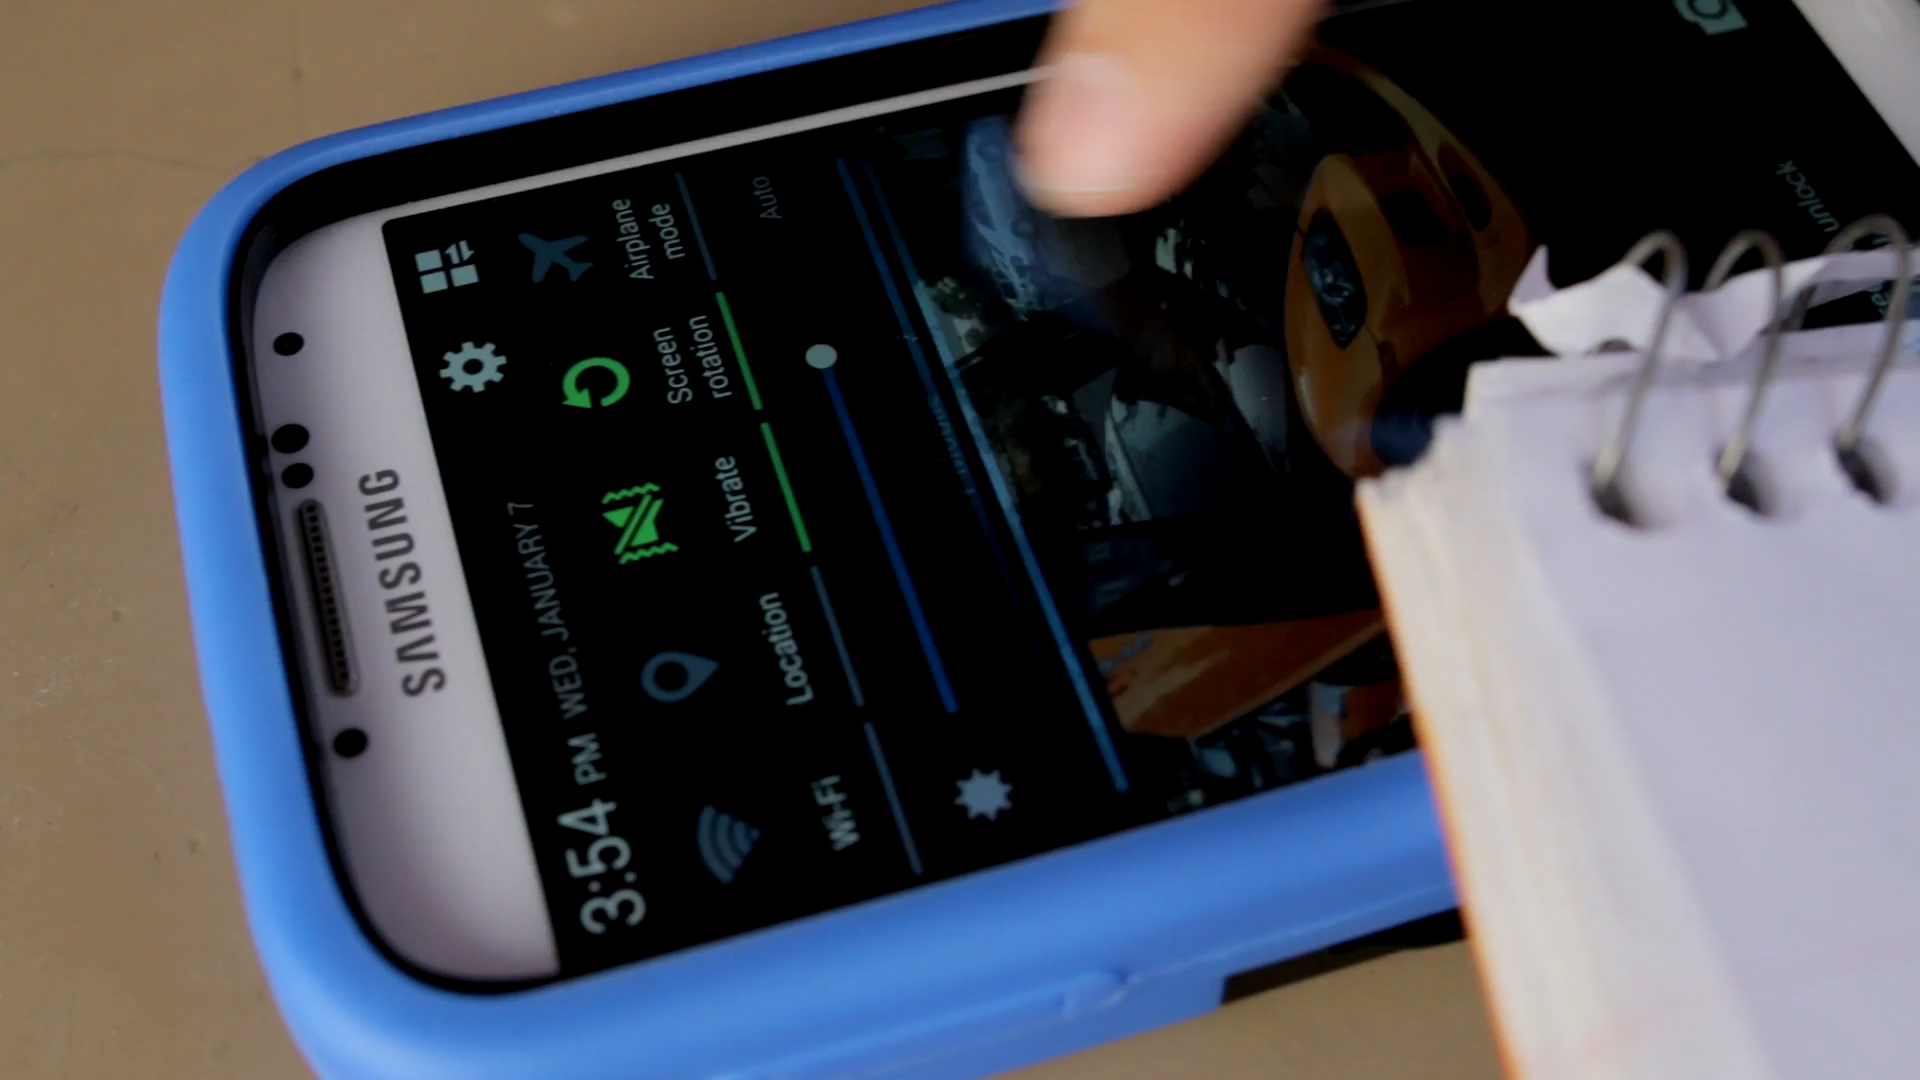 SAMSUNG
3:54 PM WED, JANUARY 7
Wi-Fi
Location
Vibrate
Screen
rotation
Airplane
mode
Auto
unlock